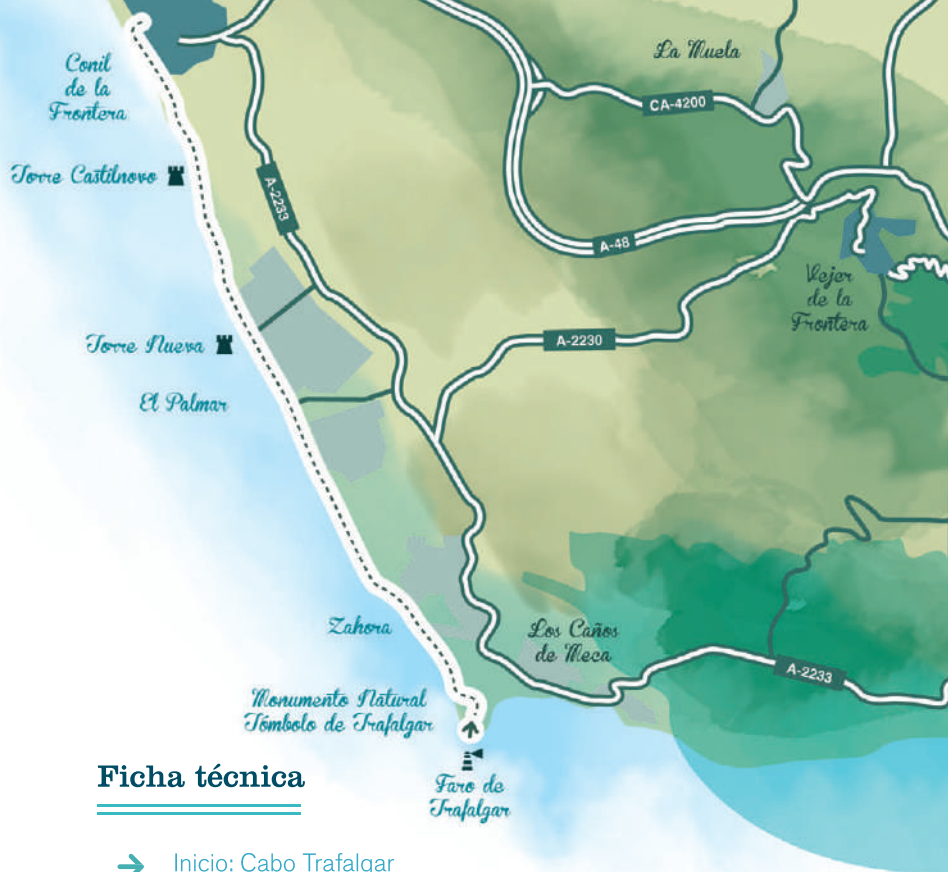 La Muela
Conil
de la
Frontera
CA-4200
Torre Castilnovo
A-2233
A-48
Vejer
de la
Frontera
Torre Nueva
A-2230
El Palmar
Zahora
Los Caños
de Meca
A-2233
Monumento Natural
Tómbolo de Trafalgar
Ficha técnica
Faro de
Trafalgar
Inicio: Cabo Trafalgar